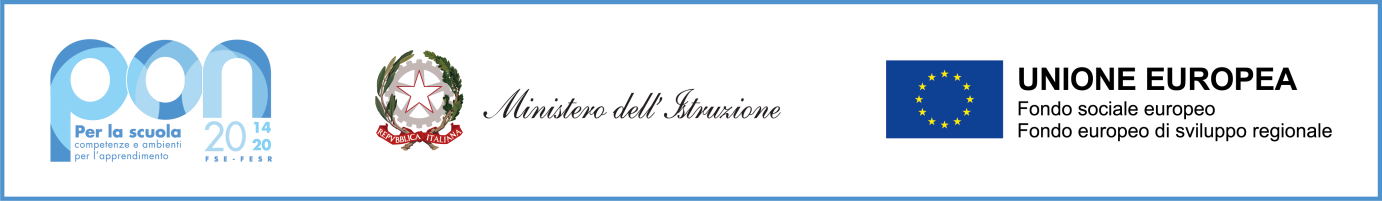 pon
Per la scuola
competenze e ambienti
per l'apprendimento
20 14
20
FSE-FESR
REPVBBLICA ITALIANA
Ministero dell'Istruzione
UNIONE EUROPEA
Fondo sociale europeo
Fondo europeo di sviluppo regionale